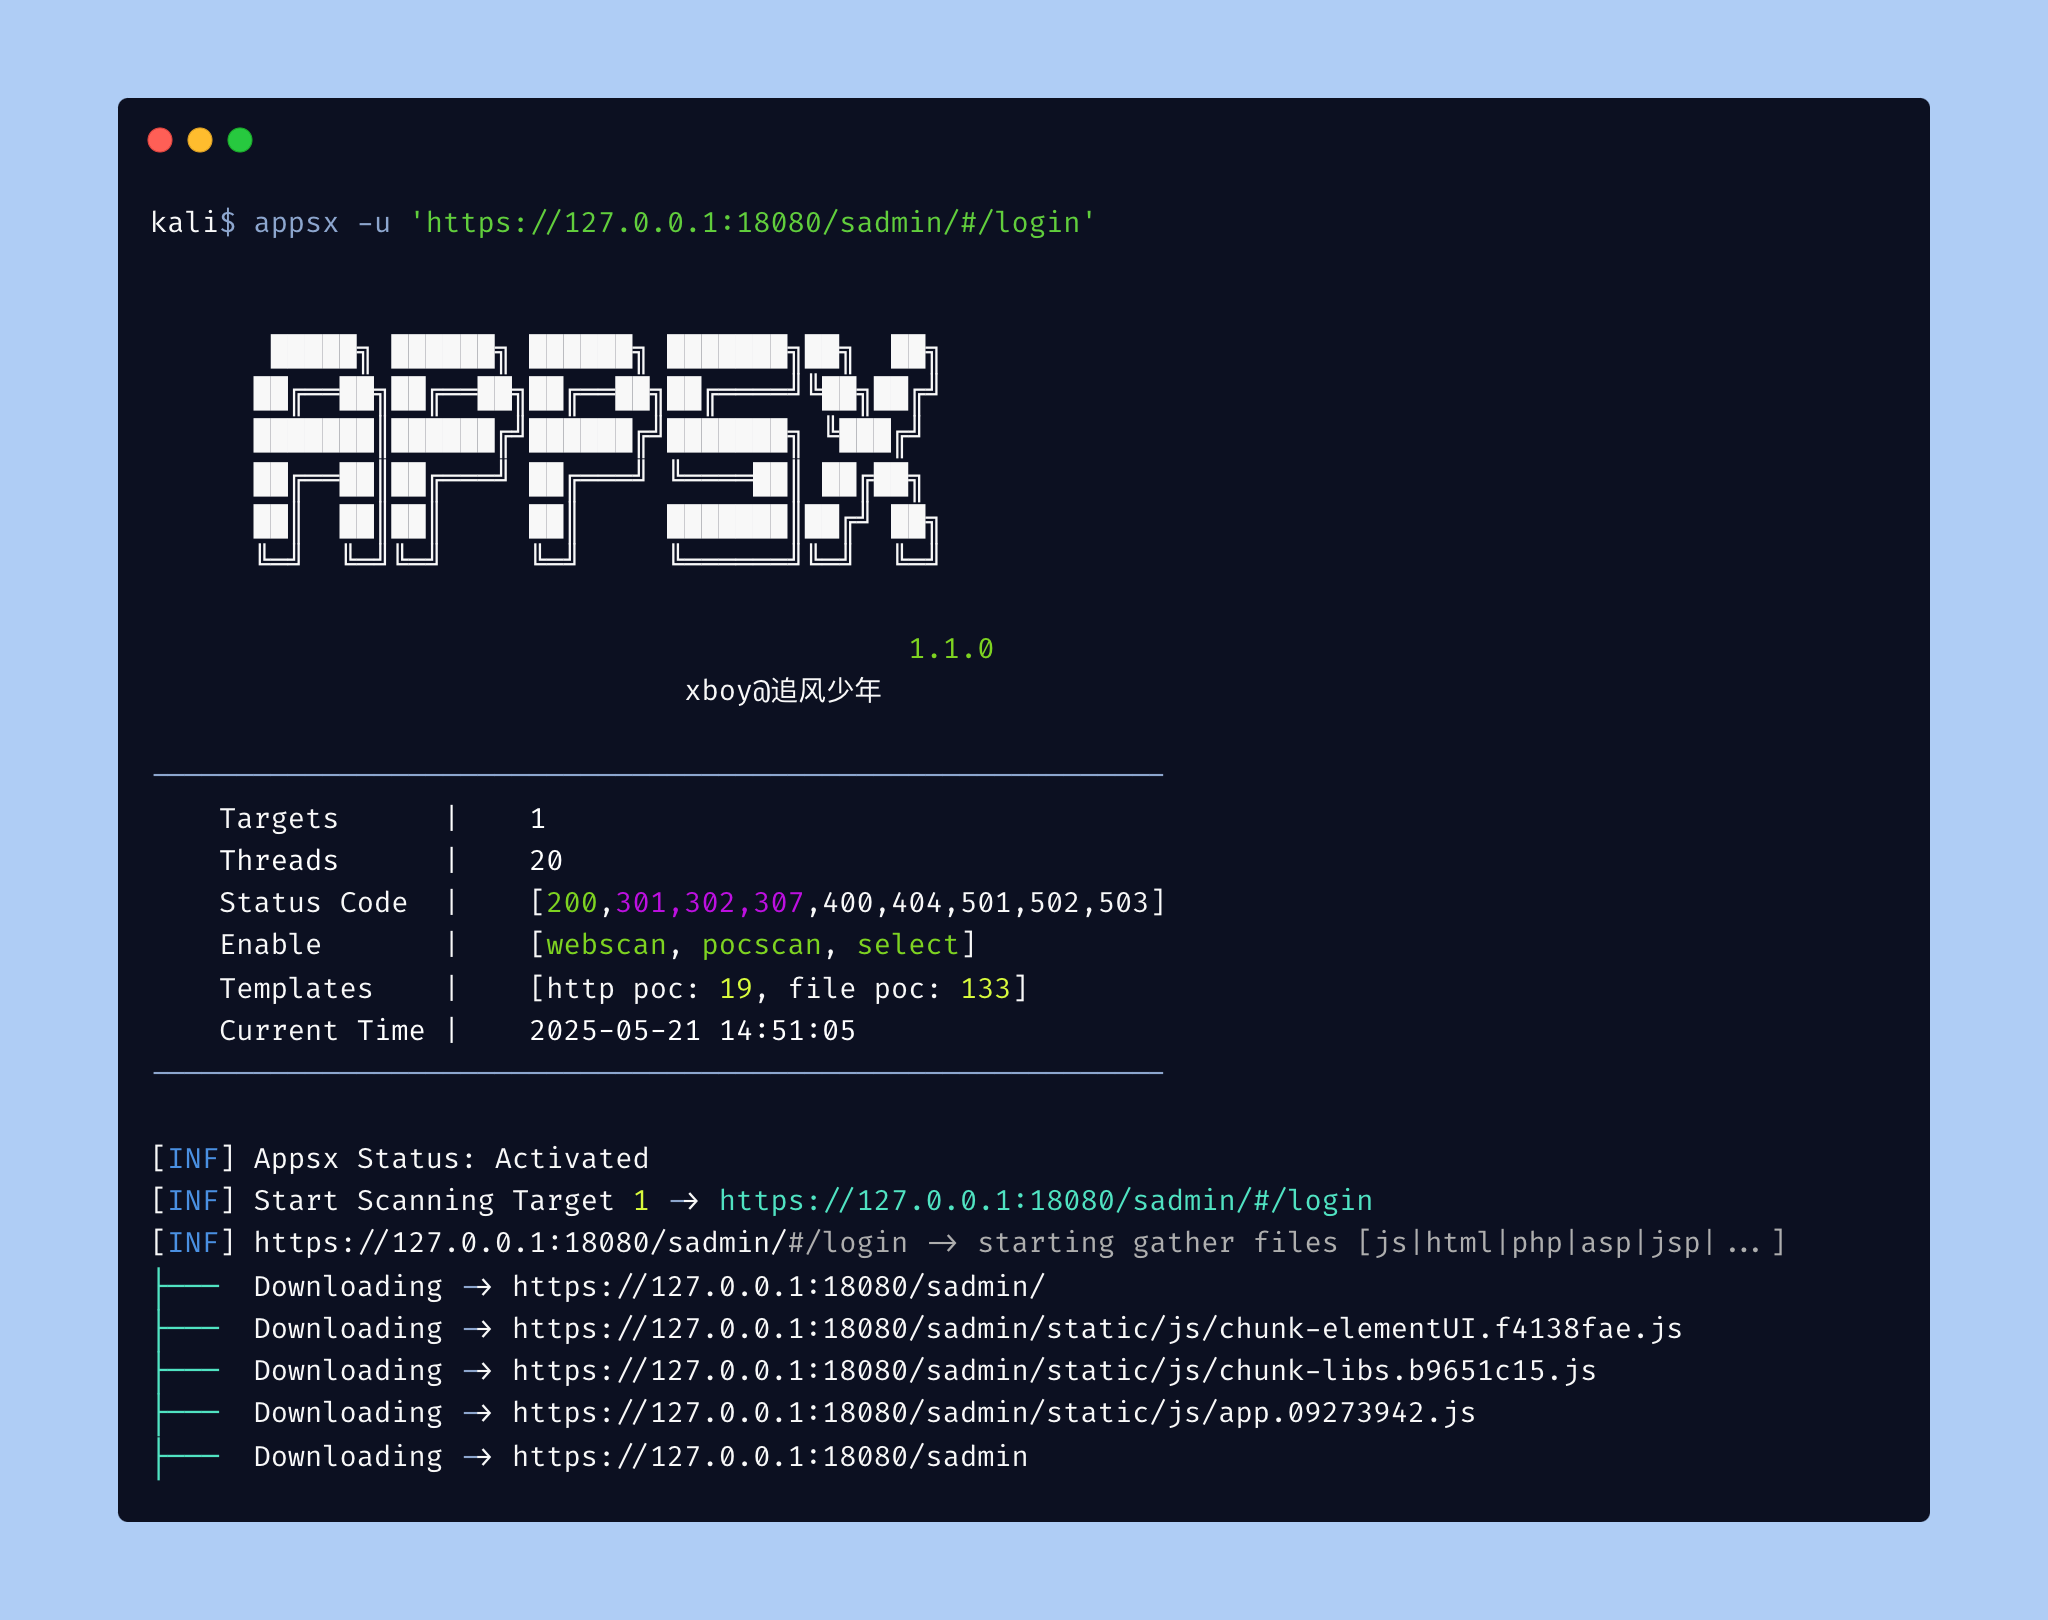 kali$ appsx -u 'https://127.0.0.1:18080/sadmin/#/login'
APPSX
1.1.0
xboy@追风少年
Targets | 1
Threads | 20
Status Code | [200,301,302,307,400,404,501,502,503]
Enable | [webscan, pocscan, select]
Templates | [http poc: 19, file poc: 133]
Current Time | 2025-05-21 14:51:05
[INF] Appsx Status: Activated
[INF] Start Scanning Target 1 -> https://127.0.0.1:18080/sadmin/#/login
[INF] https://127.0.0.1:18080/sadmin/#/login -> starting gather files [js|html|php|asp|jsp|...]
├── Downloading -> https://127.0.0.1:18080/sadmin/
├── Downloading -> https://127.0.0.1:18080/sadmin/static/js/chunk-elementUI.f4138fae.js
├── Downloading -> https://127.0.0.1:18080/sadmin/static/js/chunk-libs.b9651c15.js
├── Downloading -> https://127.0.0.1:18080/sadmin/static/js/app.09273942.js
├── Downloading -> https://127.0.0.1:18080/sadmin